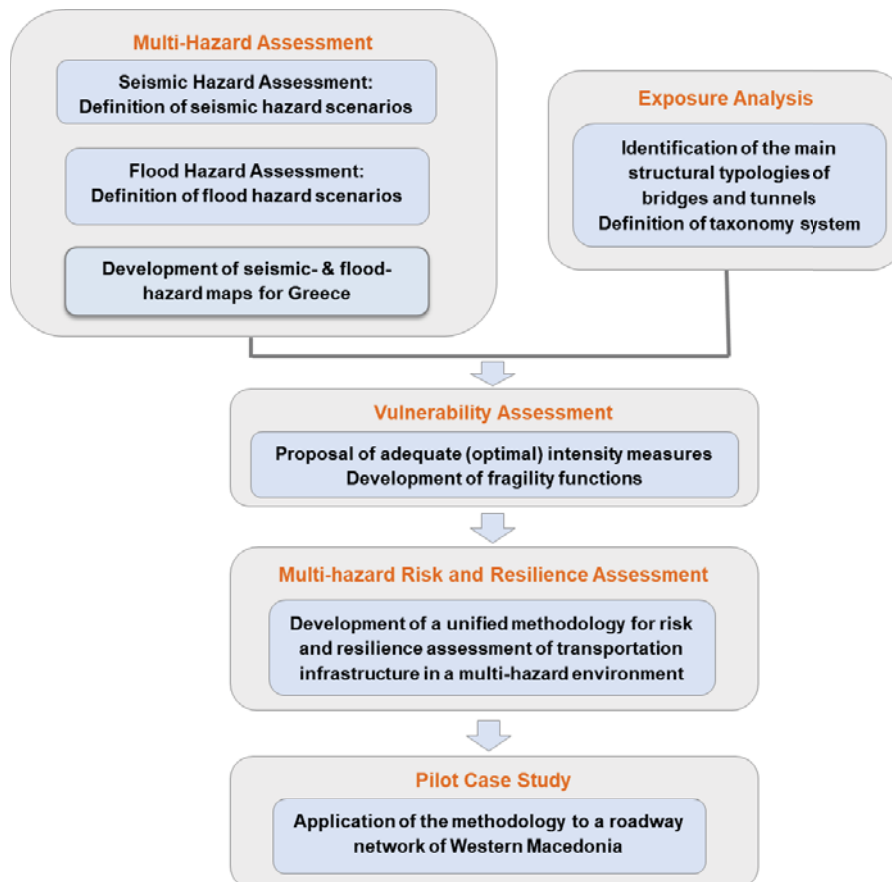 Multi-Hazard Assessment
Seismic Hazard Assessment:
Definition of seismic hazard scenarios
Flood Hazard Assessment:
Definition of flood hazard scenarios
Development of seismic- & flood-
hazard maps for Greece
Exposure Analysis
Identification of the main
structural typologies of
bridges and tunnels
Definition of taxonomy system
Vulnerability Assessment
Proposal of adequate (optimal) intensity measures
Development of fragility functions
Multi-hazard Risk and Resilience Assessment
Development of a unified methodology for risk
and resilience assessment of transportation
infrastructure in a multi-hazard environment
Pilot Case Study
Application of the methodology to a roadway
network of Western Macedonia